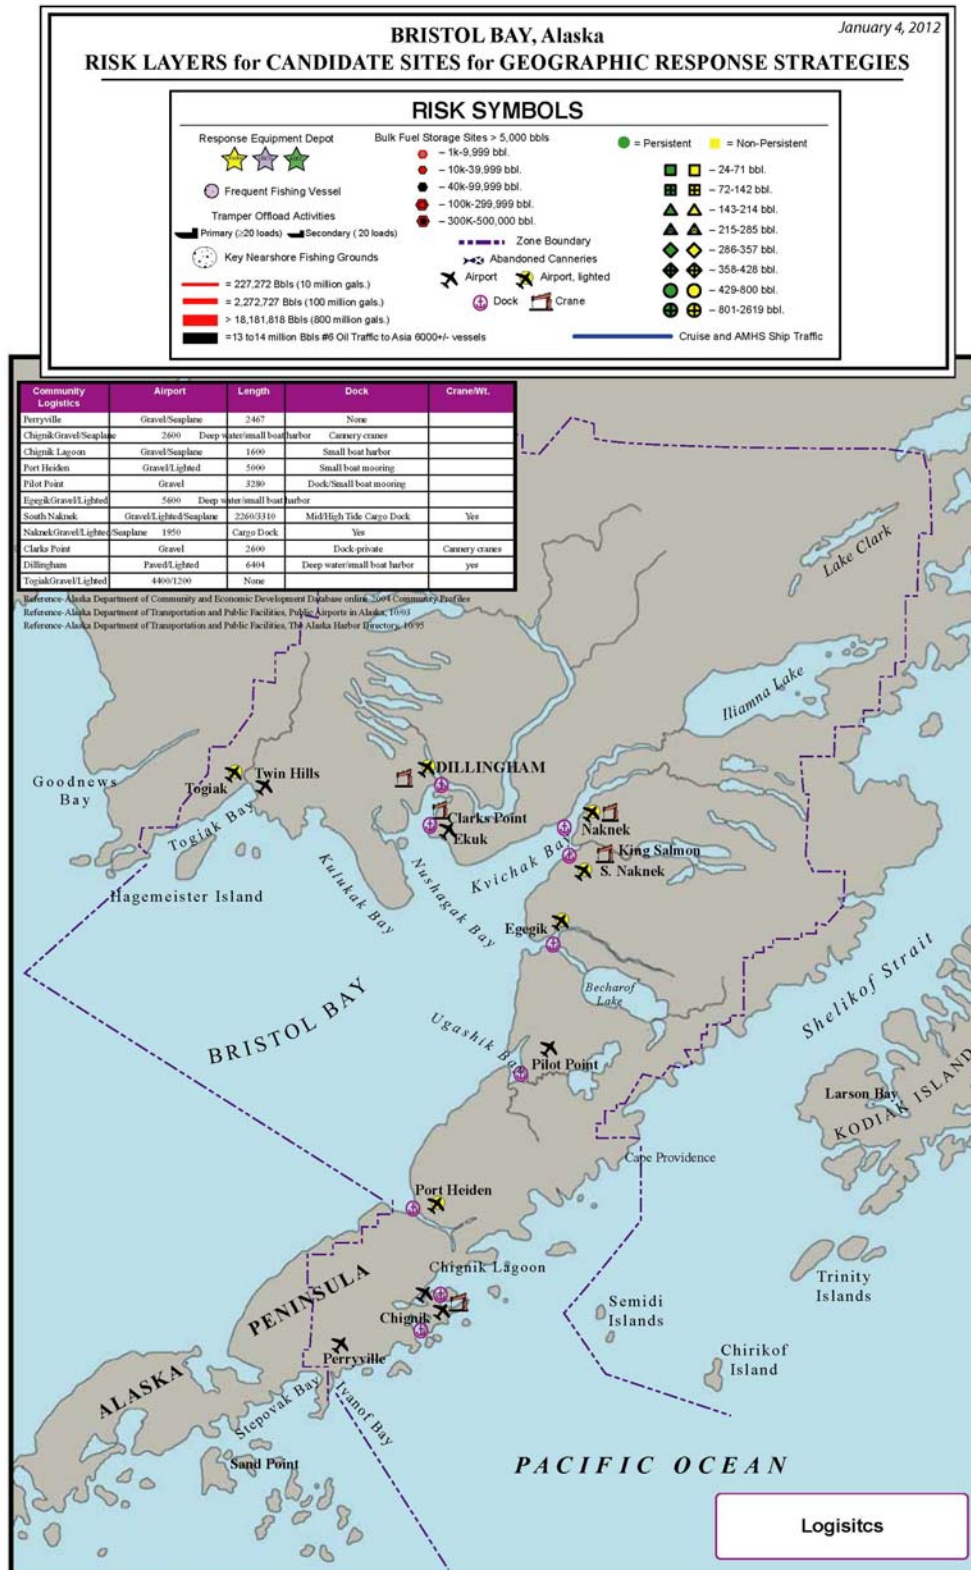 January 4, 2012
BRISTOL BAY, Alaska
RISK LAYERS for CANDIDATE SITES for GEOGRAPHIC RESPONSE STRATEGIES
RISK SYMBOLS
Response Equipment Depot
Frequent Fishing Vessel
Tramper Offload Activities
Primary (≥20 loads) Secondary ( 20 loads)
Key Nearshore Fishing Grounds
= 227,272 Bbls (10 million gals.)
= 2,272,727 Bbls (100 million gals.)
> 18,181,818 Bbls (800 million gals.)
=13 to14 million Bbls #6 Oil Traffic to Asia 6000+/- vessels
Bulk Fuel Storage Sites > 5,000 bbls
– 1k-9,999 bbl.
– 10k-39,999 bbl.
– 40k-99,999 bbl.
– 100k-299,999 bbl.
– 300K-500,000 bbl.
Zone Boundary
Abandoned Canneries
Airport Airport, lighted
Dock Crane
= Persistent = Non-Persistent
– 24-71 bbl.
– 72-142 bbl.
– 143-214 bbl.
– 215-285 bbl.
– 286-357 bbl.
– 358-428 bbl.
– 429-800 bbl.
– 801-2619 bbl.
Cruise and AMHS Ship Traffic
Community Logistics Airport Length Dock Crane/Wt.
Perryville Gravel/Seaplane 2467 None
ChignikGravel/Seaplane 2600 Deep water/small boat harbor Cannery cranes
Chignik Lagoon Gravel/Seaplane 1600 Small boat harbor
Port Heiden Gravel/Lighted 5000 Small boat mooring
Pilot Point Gravel 3280 Dock/Small boat mooring
EgegikGravel/Lighted 5600 Deep water/small boat harbor
South Naknek Gravel/Lighted/Seaplane 2260/3310 Mid/High Tide Cargo Dock Yes
NaknekGravel/Lighted/Seaplane 1950 Cargo Dock Yes
Clarks Point Gravel 2600 Dock-private Cannery cranes
Dillingham Paved/Lighted 6404 Deep water/small boat harbor yes
TogiakGravel/Lighted 4400/1200 None
Reference-Alaska Department of Community and Economic Development Database online 2004 Community Profiles
Reference-Alaska Department of Transportation and Public Facilities, Public Airports in Alaska, 10/03
Reference-Alaska Department of Transportation and Public Facilities, The Alaska Harbor Directory, 10/95
Lake Clark
Iliamna Lake
Goodnews
Bay
Togiak
Twin Hills
DILLINGHAM
Togiak Bay
Clarks Point
Ekuk
Naknek
King Salmon
S. Naknek
Hagemeister Island
Kulukak Bay
Nushagak Bay
Kvichak Bay
Egegik
Becharof
Lake
Shelikof Strait
BRISTOL BAY
Ugashik Bay
Pilot Point
Larson Bay
KODIAK ISLAND
Cape Providence
Port Heiden
Chignik Lagoon
Trinity
Islands
Semidi
Islands
Chignik
Perryville
Chirikof
Island
ALASKA PENINSULA
Stepovak Bay
Ivanof Bay
Sand Point
PACIFIC OCEAN
Logisitcs